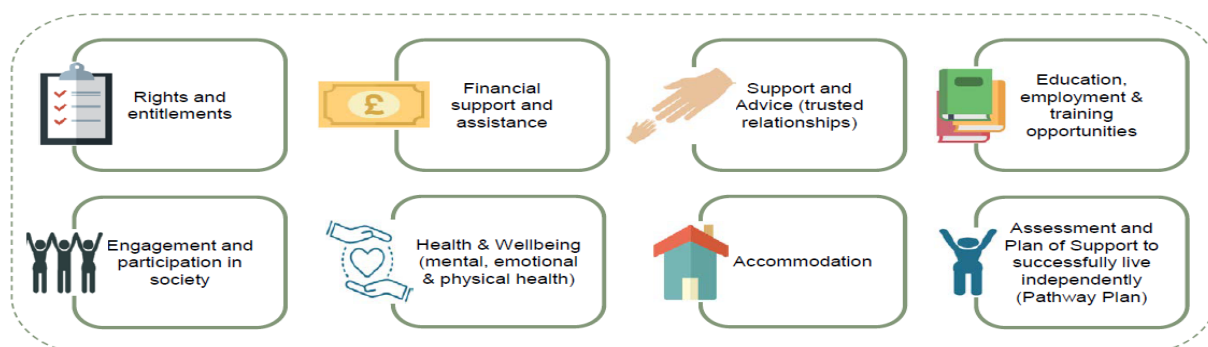 Rights and
entitlements
£
Financial
support and
assistance
Support and
Advice (trusted
relationships)
Education,
employment &
training
opportunities
Engagement and
participation in
society
Health & Wellbeing
(mental, emotional
& physical health)
Accommodation
Assessment and
Plan of Support to
successfully live
independently
(Pathway Plan)